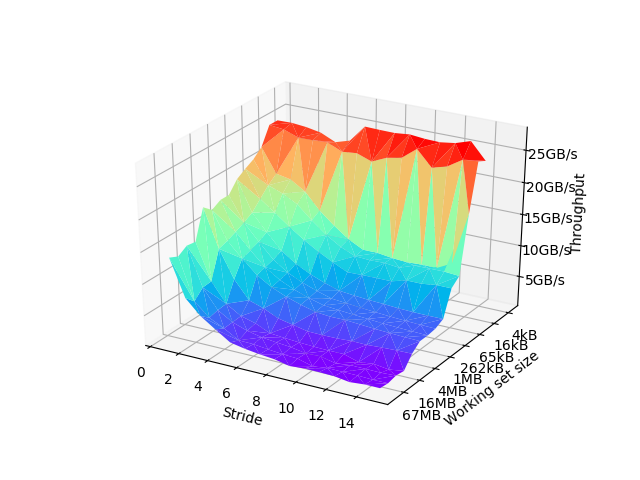 25GB/s
20GB/s
15GB/s
10GB/s
5GB/s
Throughput
4kB
16kB
65kB
262kB
1MB
4MB
16MB
67MB
Working set size
0
2
4
6
8
10
12
14
Stride